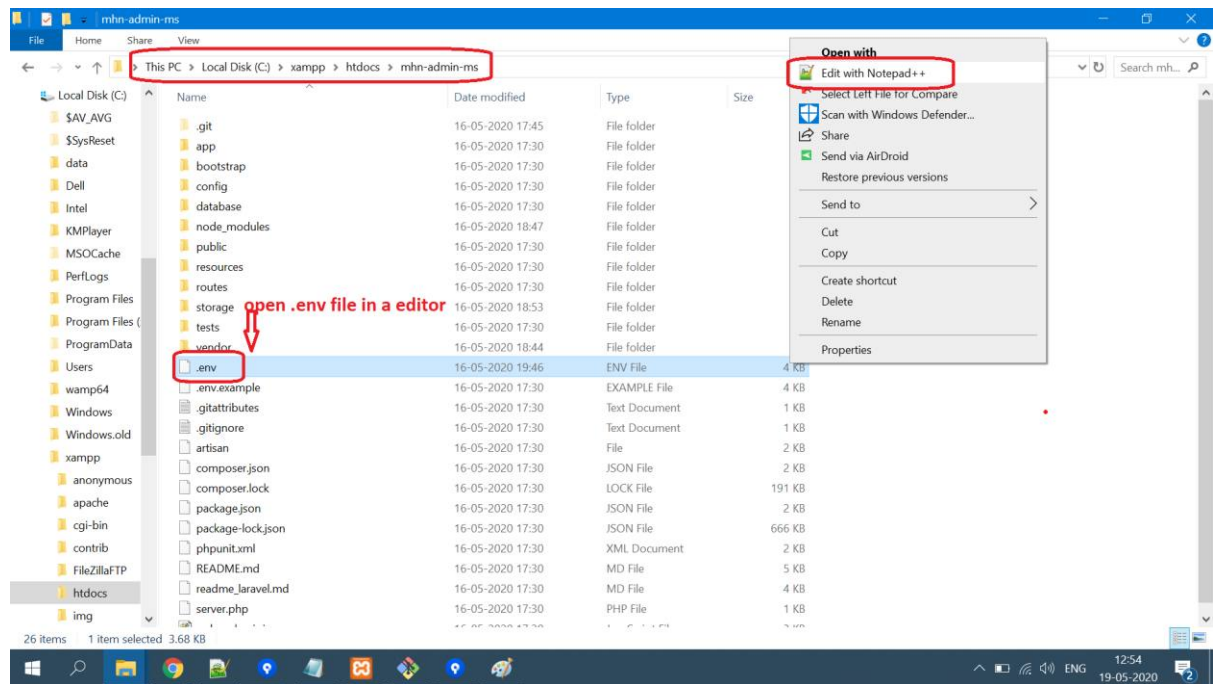 mhn-admin-ms
File Home Share View
This PC > Local Disk (C:) > xampp > htdocs > mhn-admin-ms
Search mh...
Local Disk (C:)
$AV_AVG
$SysReset
data
Dell
Intel
KMPlayer
MSOCache
PerfLogs
Program Files
Program Files (
ProgramData
Users
wamp64
Windows
Windows.old
xampp
anonymous
apache
cgi-bin
contrib
FileZillaFTP
htdocs
img
Name Date modified Type Size
.git 16-05-2020 17:45 File folder
app 16-05-2020 17:30 File folder
bootstrap 16-05-2020 17:30 File folder
config 16-05-2020 17:30 File folder
database 16-05-2020 17:30 File folder
node_modules 16-05-2020 18:47 File folder
public 16-05-2020 17:30 File folder
resources 16-05-2020 17:30 File folder
routes 16-05-2020 17:30 File folder
storage 16-05-2020 18:53 File folder
open .env file in a editor
tests 16-05-2020 17:30 File folder
vendor 16-05-2020 18:44 File folder
.env 16-05-2020 19:46 ENV File 4 KB
.env.example 16-05-2020 17:30 EXAMPLE File 4 KB
.gitattributes 16-05-2020 17:30 Text Document 1 KB
.gitignore 16-05-2020 17:30 Text Document 1 KB
artisan 16-05-2020 17:30 File 2 KB
composer.json 16-05-2020 17:30 JSON File 2 KB
composer.lock 16-05-2020 17:30 LOCK File 191 KB
package.json 16-05-2020 17:30 JSON File 2 KB
package-lock.json 16-05-2020 17:30 JSON File 666 KB
phpunit.xml 16-05-2020 17:30 XML Document 2 KB
README.md 16-05-2020 17:30 MD File 5 KB
readme_laravel.md 16-05-2020 17:30 MD File 4 KB
server.php 16-05-2020 17:30 PHP File 1 KB
Open with
Edit with Notepad++
Select Left File for Compare
Scan with Windows Defender...
Share
Send via AirDroid
Restore previous versions
Send to
Cut
Copy
Create shortcut
Delete
Rename
Properties
26 items 1 item selected 3.68 KB
ENG
12:54
19-05-2020
2